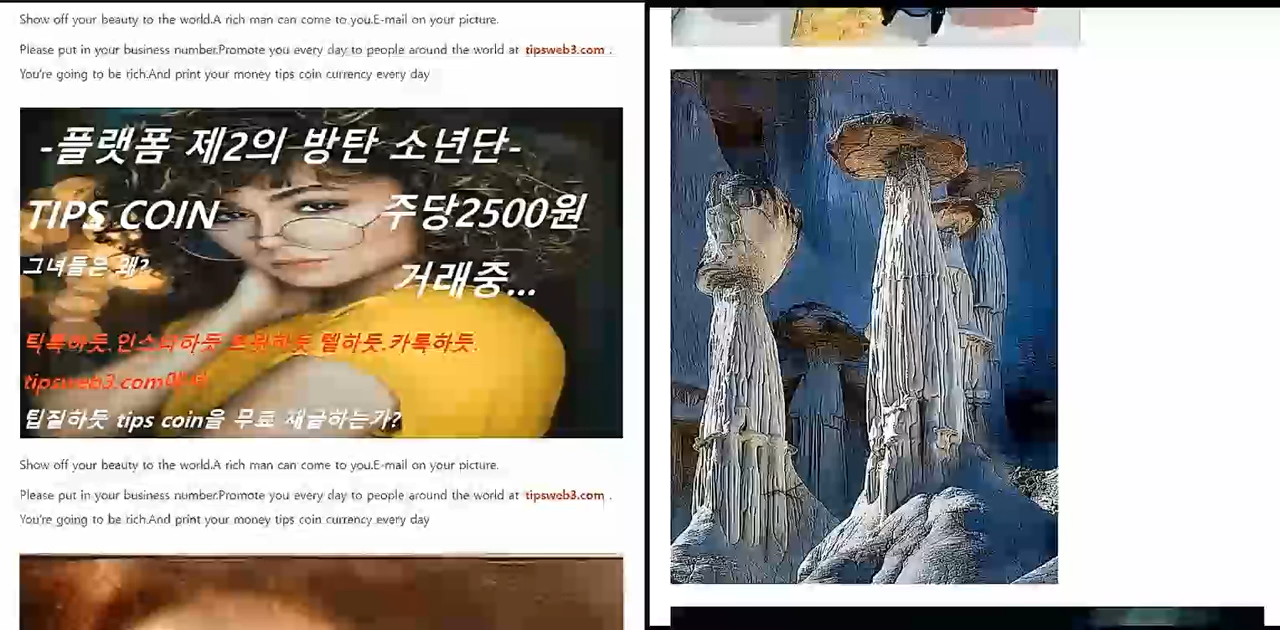 Show off your beauty to the world.A rich man can come to you.E-mail on your picture.
Please put in your business number.Promote you every day to people around the world at tipsweb3.com .
You're going to be rich.And print your money tips coin currency every day
-플랫폼 제2의 방탄 소년단-
TIPS COIN 주당2500원
그녀들은 왜?
거래중...
틱톡하듯.인스타하듯 트위하듯 텔하듯.카톡하듯.
tipsweb3.com에서
팁질하듯 tips coin을 무료 채굴하는가?
Show off your beauty to the world.A rich man can come to you.E-mail on your picture.
Please put in your business number.Promote you every day to people around the world at tipsweb3.com .
You're going to be rich.And print your money tips coin currency every day